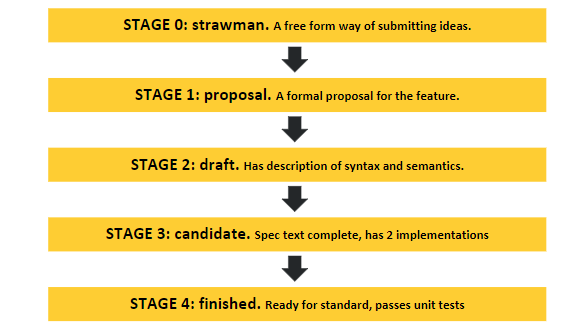 STAGE 0: strawman. A free form way of submitting ideas.
STAGE 1: proposal. A formal proposal for the feature.
STAGE 2: draft. Has description of syntax and semantics.
STAGE 3: candidate. Spec text complete, has 2 implementations
STAGE 4: finished. Ready for standard, passes unit tests